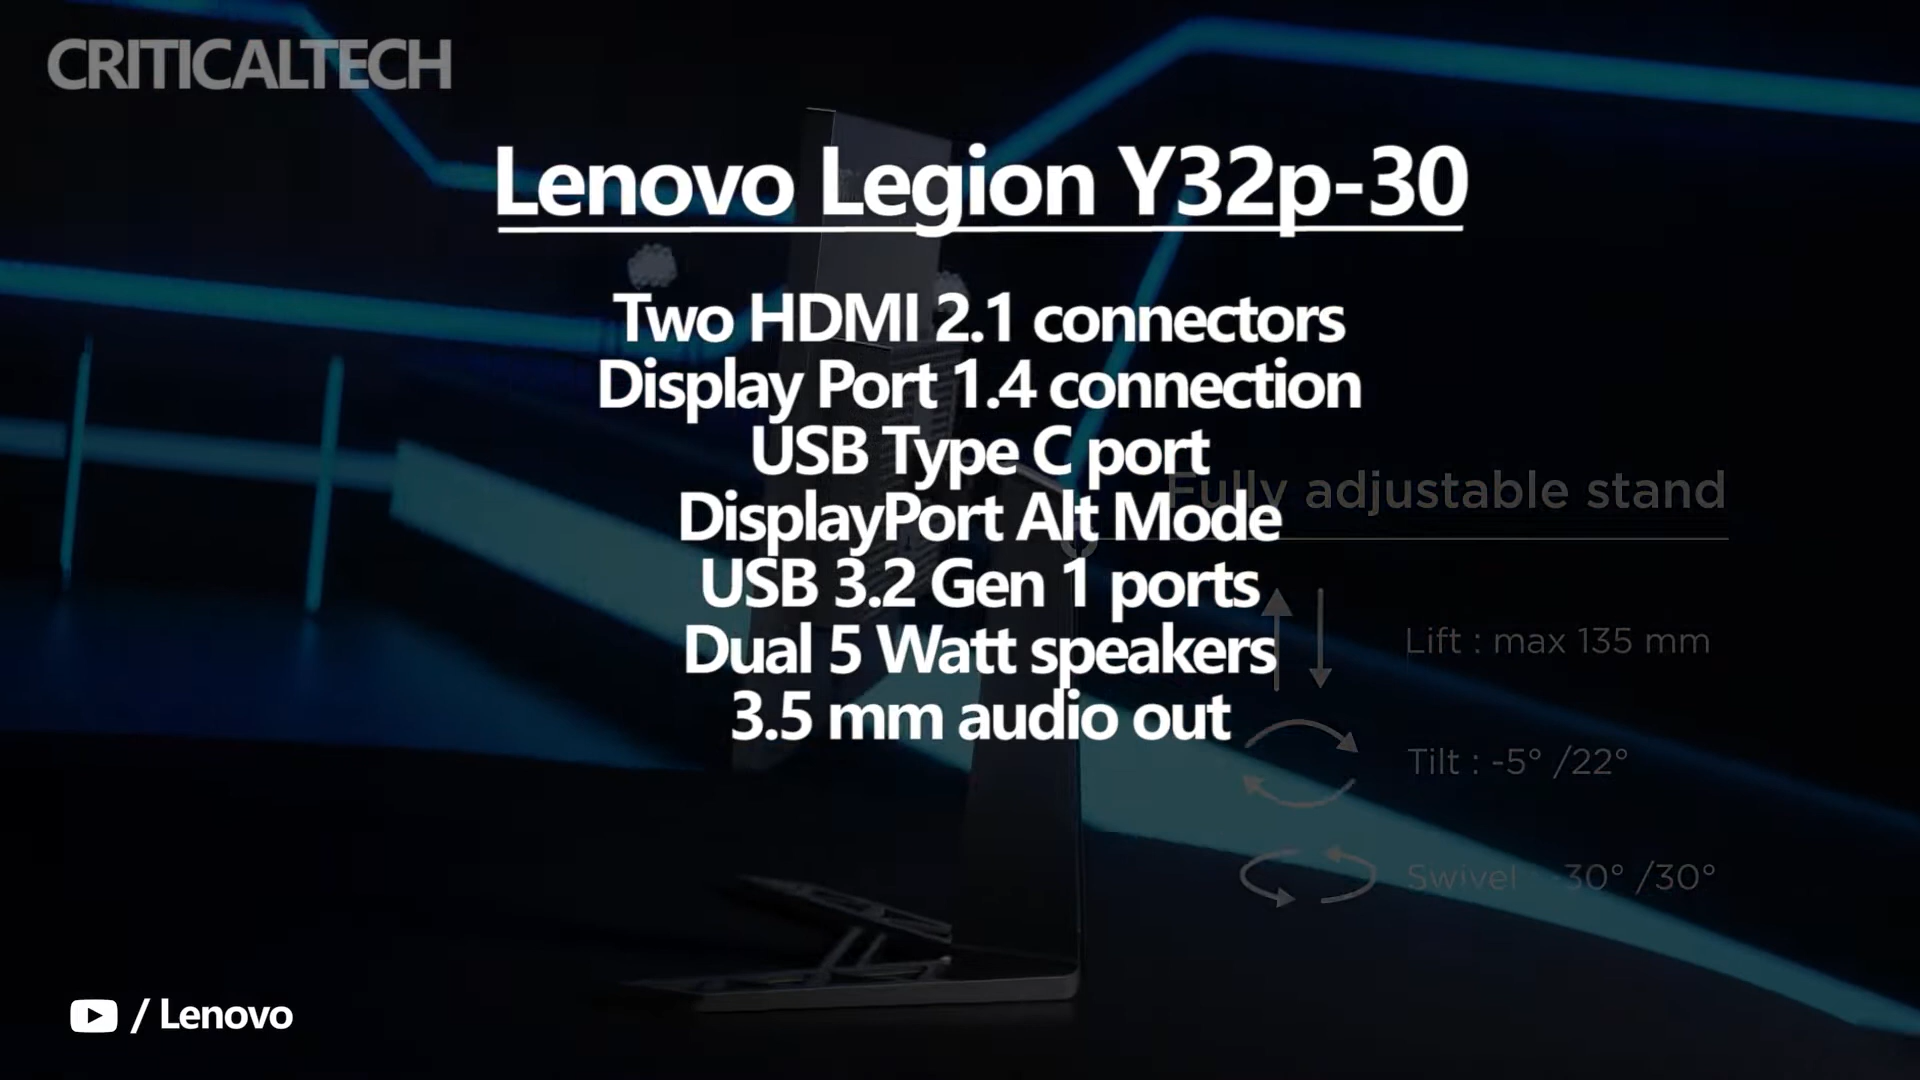 CRITICALTECH
Lenovo Legion Y32p-30
Two HDMI 2.1 connectors
Display Port 1.4 connection
USB Type C port
DisplayPort Alt Mode
USB 3.2 Gen 1 ports
Dual 5 Watt speakers
3.5 mm audio out
Fully adjustable stand
Lift : max 135 mm
Tilt : -5° /22°
Swivel -30° /30°
/ Lenovo